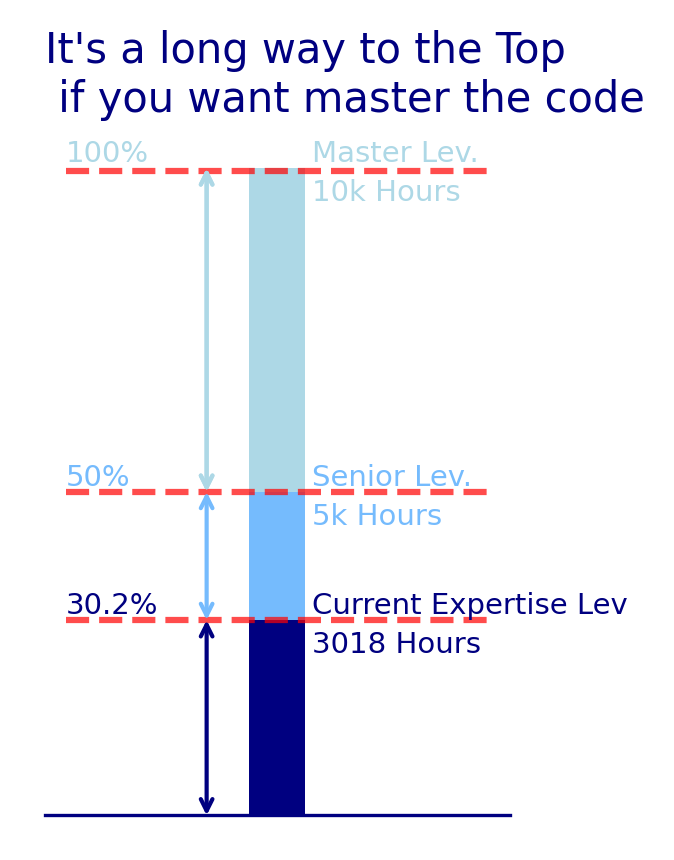 It's a long way to the Top
if you want master the code
100%
Master Lev.
10k Hours
50%
Senior Lev.
5k Hours
30.2%
Current Expertise Lev
3018 Hours